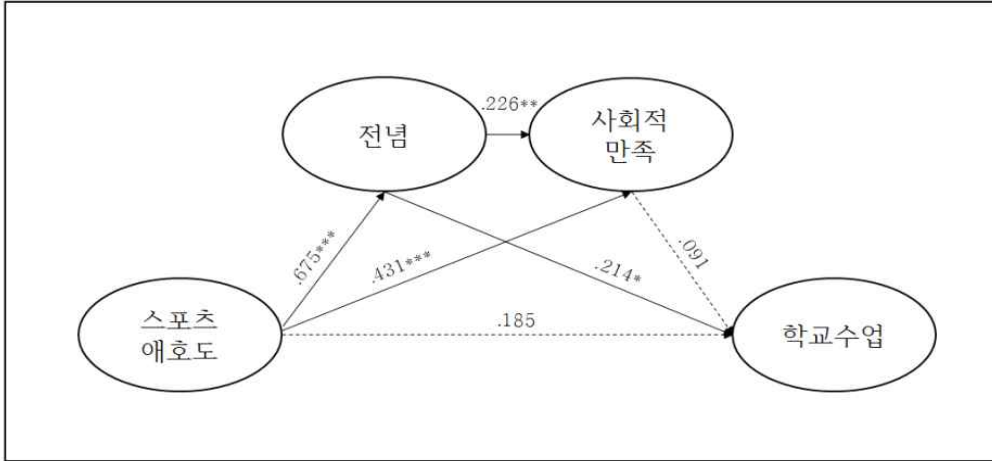 .226**
전념
사회적
만족
.675***
.431***
.214*
.091
스포츠
애호도
.185
학교수업